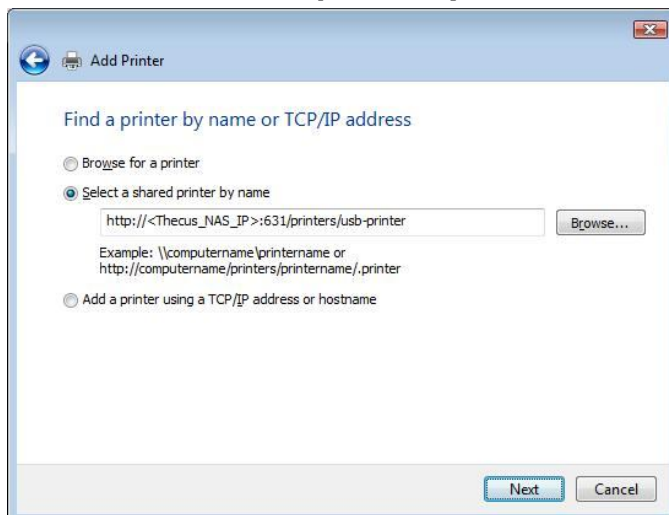 Add Printer
Find a printer by name or TCP/IP address
Browse for a printer
Select a shared printer by name
http://<Thecus_NAS_IP>:631/printers/usb-printer
Browse...
Example: \\computername\printername or
http://computername/printers/printername/.printer
Add a printer using a TCP/IP address or hostname
Next
Cancel